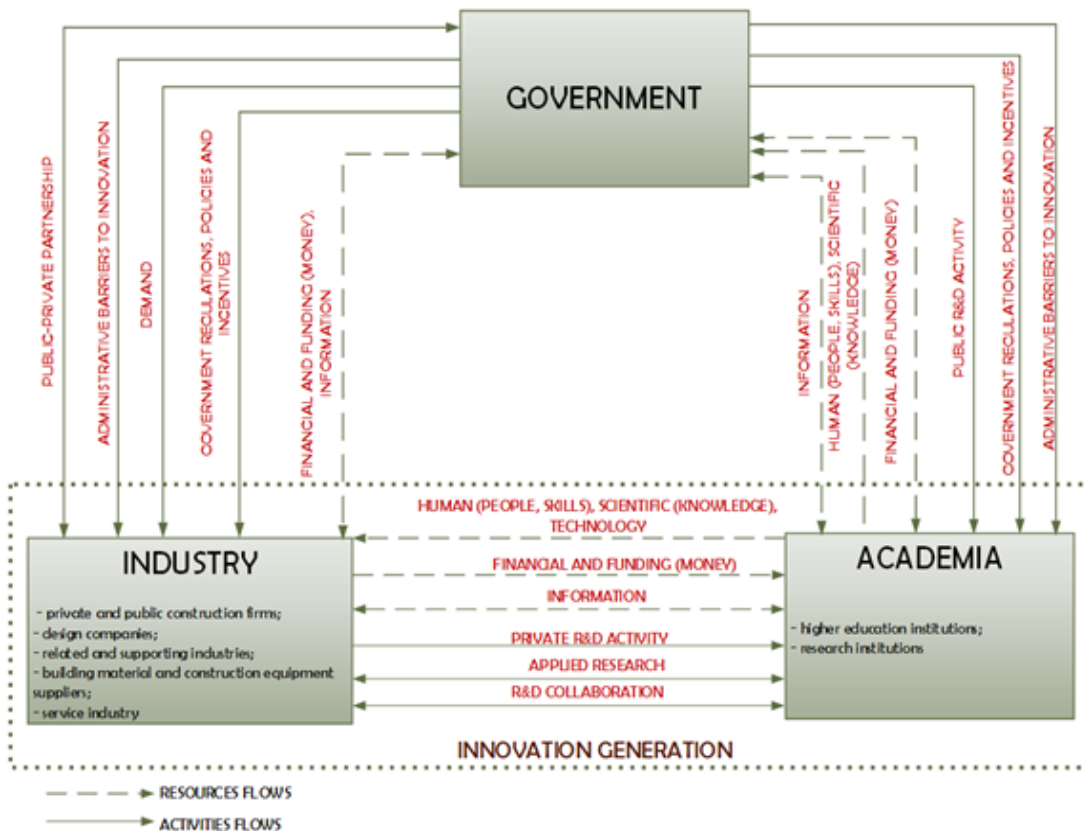 GOVERNMENT
PUBLIC-PRIVATE PARTNERSHIP
ADMINISTRATIVE BARRIERS TO INNOVATION
DEMAND
GOVERNMENT REGULATIONS, POLICIES AND
INCENTIVES
FINANCIAL AND FUNDING (MONEY),
INFORMATION
INFORMATION
HUMAN (PEOPLE, SKILLS), SCIENTIFIC
(KNOWLEDGE)
FINANCIAL AND FUNDING (MONEY)
PUBLIC R&D ACTIVITY
GOVERNMENT REGULATIONS, POLICIES AND INCENTIVES
ADMINISTRATIVE BARRIERS TO INNOVATION
HUMAN (PEOPLE, SKILLS), SCIENTIFIC (KNOWLEDGE),
TECHNOLOGY
FINANCIAL AND FUNDING (MONEY)
INFORMATION
PRIVATE R&D ACTIVITY
APPLIED RESEARCH
R&D COLLABORATION
INDUSTRY
- private and public construction firms;
- design companies;
- related and supporting industries;
- building material and construction equipment
suppliers;
- service industry
ACADEMIA
- higher education institutions;
- research institutions
INNOVATION GENERATION
RESOURCES FLOWS
ACTIVITIES FLOWS